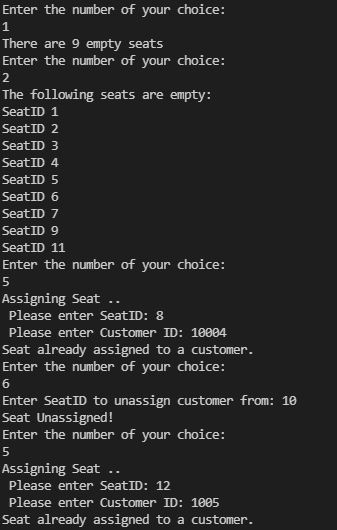 Enter the number of your choice:
1
There are 9 empty seats
Enter the number of your choice:
2
The following seats are empty:
SeatID 1
SeatID 2
SeatID 3
SeatID 4
SeatID 5
SeatID 6
SeatID 7
SeatID 9
SeatID 11
Enter the number of your choice:
5
Assigning Seat ..
 Please enter SeatID: 8
 Please enter Customer ID: 10004
Seat already assigned to a customer.
Enter the number of your choice:
6
Enter SeatID to unassign customer from: 10
Seat Unassigned!
Enter the number of your choice:
5
Assigning Seat ..
 Please enter SeatID: 12
 Please enter Customer ID: 1005
Seat already assigned to a customer.